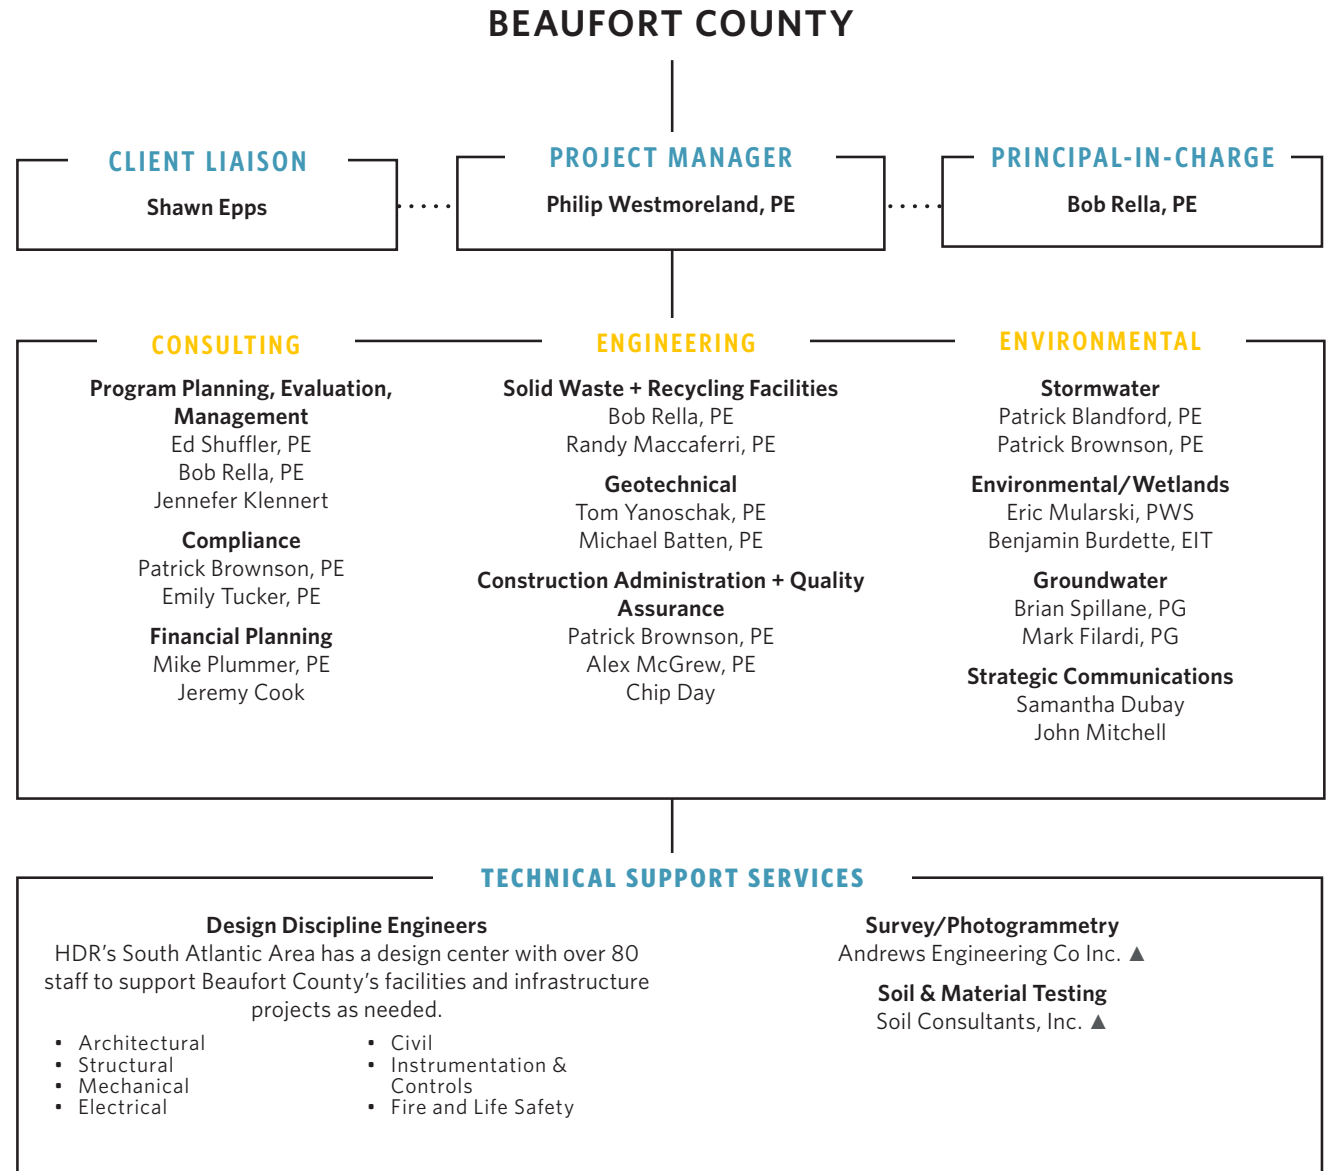 BEAUFORT COUNTY
CLIENT LIAISON
Shawn Epps
PROJECT MANAGER
Philip Westmoreland, PE
PRINCIPAL-IN-CHARGE
Bob Rella, PE
CONSULTING
Program Planning, Evaluation,
Management
Ed Shuffler, PE
Bob Rella, PE
Jennefer Klennert
Compliance
Patrick Brownson, PE
Emily Tucker, PE
Financial Planning
Mike Plummer, PE
Jeremy Cook
ENGINEERING
Solid Waste + Recycling Facilities
Bob Rella, PE
Randy Maccaferri, PE
Geotechnical
Tom Yanoschak, PE
Michael Batten, PE
Construction Administration + Quality
Assurance
Patrick Brownson, PE
Alex McGrew, PE
Chip Day
ENVIRONMENTAL
Stormwater
Patrick Blandford, PE
Patrick Brownson, PE
Environmental/Wetlands
Eric Mularski, PWS
Benjamin Burdette, EIT
Groundwater
Brian Spillane, PG
Mark Filardi, PG
Strategic Communications
Samantha Dubay
John Mitchell
TECHNICAL SUPPORT SERVICES
Design Discipline Engineers
HDR's South Atlantic Area has a design center with over 80
staff to support Beaufort County's facilities and infrastructure
projects as needed.
• Architectural
• Structural
• Mechanical
• Electrical
• Civil
• Instrumentation &
Controls
• Fire and Life Safety
Survey/Photogrammetry
Andrews Engineering Co Inc. ▲
Soil & Material Testing
Soil Consultants, Inc. ▲